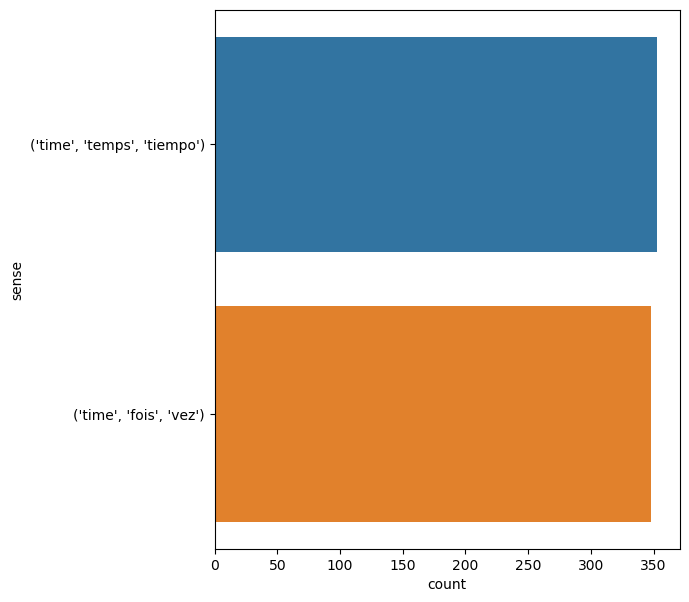 ('time', 'temps', 'tiempo')
('time', 'fois', 'vez')
sense
0 50 100 150 200 250 300 350
count